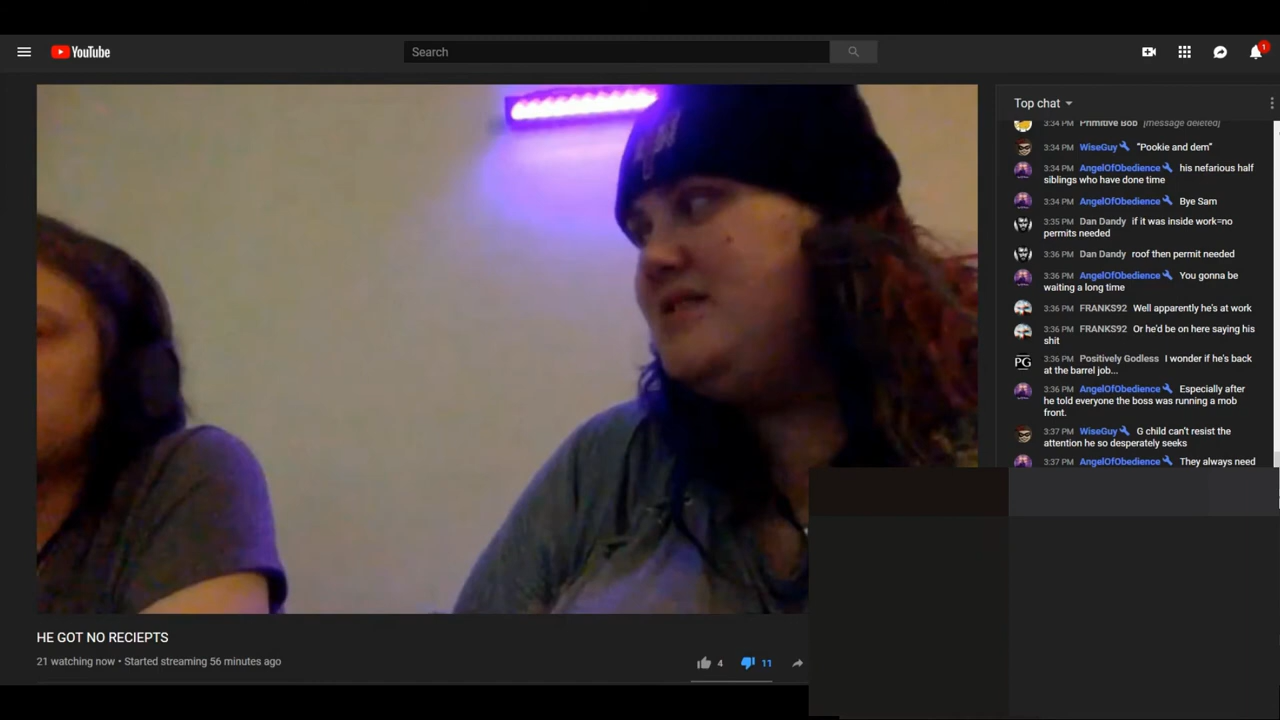 YouTube
Search
1
Top chat
3:34 PM Primitive Bob [message deleted]
3:34 PM WiseGuy “Pookie and dem”
3:34 PM AngelOfObedience his nefarious half
siblings who have done time
3:34 PM AngelOfObedience Bye Sam
3:35 PM Dan Dandy if it was inside work=no
permits needed
3:36 PM Dan Dandy roof then permit needed
3:36 PM AngelOfObedience You gonna be
waiting a long time
3:36 PM FRANKS92 Well apparently he's at work
3:36 PM FRANKS92 Or he'd be on here saying his
shit
PG 3:36 PM Positively Godless I wonder if he's back
at the barrel job...
3:36 PM AngelOfObedience Especially after
he told everyone the boss was running a mob
front.
3:37 PM WiseGuy G child can't resist the
attention he so desperately seeks
3:37 PM AngelOfObedience They always need
HE GOT NO RECIEPTS
21 watching now • Started streaming 56 minutes ago
4 11